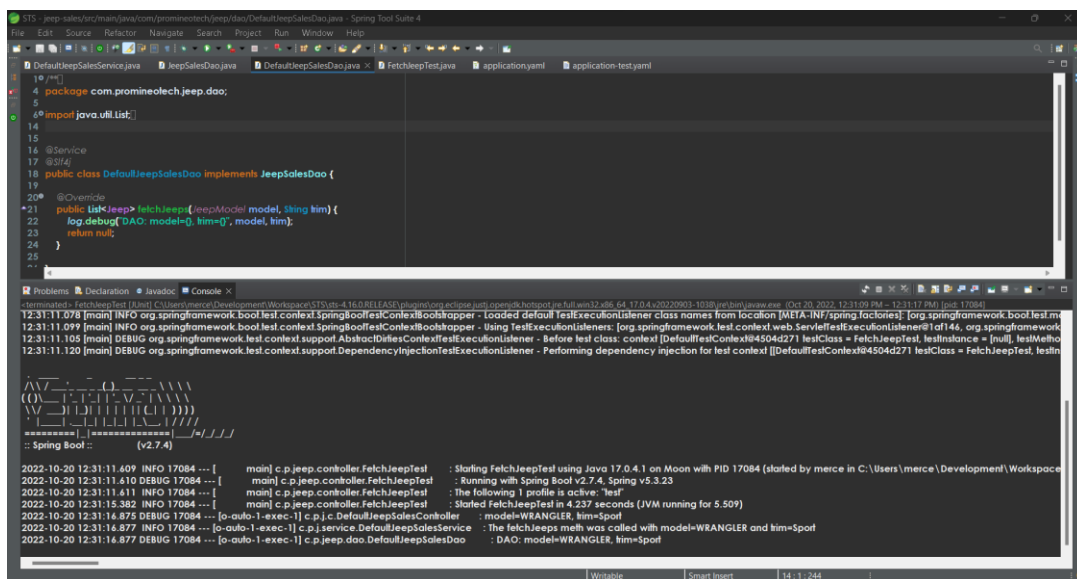 STS - jeep-sales/src/main/java/com/promineotech/jeep/dao/DefaultJeepSalesDao.java - Spring Tool Suite 4
File Edit Source Refactor Navigate Search Project Run Window Help
DefaultJeepSalesService.java JeepSalesDao.java DefaultJeepSalesDao.java FetchJeepTest.java application.yaml application-test.yaml
1 /**
4 package com.promineotech.jeep.dao;
5
6 import java.util.List;
14
15
16 @Service
17 @Slf4j
18 public class DefaultJeepSalesDao implements JeepSalesDao {
19
20 @Override
21 public List<Jeep> fetchJeeps(JeepModel model, String trim) {
22 log.debug("DAO: model={}, trim={}", model, trim);
23 return null;
24 }
25
Problems Declaration Javadoc Console
<terminated> FetchJeepTest [JUnit] C:\Users\merce\Development\Workspace\STS\sts-4.16.0.RELEASE\plugins\org.eclipse.justj.openjdk.hotspot.jre.full.win32.x86_64_17.0.4.v20220903-1038\jre\bin\javaw.exe (Oct 20, 2022, 12:31:09 PM – 12:31:17 PM) [pid: 17084]
12:31:11.078 [main] INFO org.springframework.boot.test.context.SpringBootTestContextBootstrapper - Loaded default TestExecutionListener class names from location [META-INF/spring.factories]: [org.springframework.boot.test.mo
12:31:11.099 [main] INFO org.springframework.boot.test.context.SpringBootTestContextBootstrapper - Using TestExecutionListeners: [org.springframework.test.context.web.ServletTestExecutionListener@1af146, org.springframework
12:31:11.105 [main] DEBUG org.springframework.test.context.support.AbstractDirtiesContextTestExecutionListener - Before test class: context [DefaultTestContext@4504d271 testClass = FetchJeepTest, testInstance = [null], testMetho
12:31:11.120 [main] DEBUG org.springframework.test.context.support.DependencyInjectionTestExecutionListener - Performing dependency injection for test context [[DefaultTestContext@4504d271 testClass = FetchJeepTest, testIn
:: Spring Boot :: (v2.7.4)
2022-10-20 12:31:11.609 INFO 17084 --- [ main] c.p.jeep.controller.FetchJeepTest : Starting FetchJeepTest using Java 17.0.4.1 on Moon with PID 17084 (started by merce in C:\Users\merce\Development\Workspace
2022-10-20 12:31:11.610 DEBUG 17084 --- [ main] c.p.jeep.controller.FetchJeepTest : Running with Spring Boot v2.7.4, Spring v5.3.23
2022-10-20 12:31:11.611 INFO 17084 --- [ main] c.p.jeep.controller.FetchJeepTest : The following 1 profile is active: "test"
2022-10-20 12:31:15.382 INFO 17084 --- [ main] c.p.jeep.controller.FetchJeepTest : Started FetchJeepTest in 4.237 seconds (JVM running for 5.509)
2022-10-20 12:31:16.875 DEBUG 17084 --- [o-auto-1-exec-1] c.p.j.c.DefaultJeepSalesController : model=WRANGLER, trim=Sport
2022-10-20 12:31:16.877 INFO 17084 --- [o-auto-1-exec-1] c.p.j.service.DefaultJeepSalesService : The fetchJeeps meth was called with model=WRANGLER and trim=Sport
2022-10-20 12:31:16.877 DEBUG 17084 --- [o-auto-1-exec-1] c.p.jeep.dao.DefaultJeepSalesDao : DAO: model=WRANGLER, trim=Sport
Writable Smart Insert 14 : 1 : 244